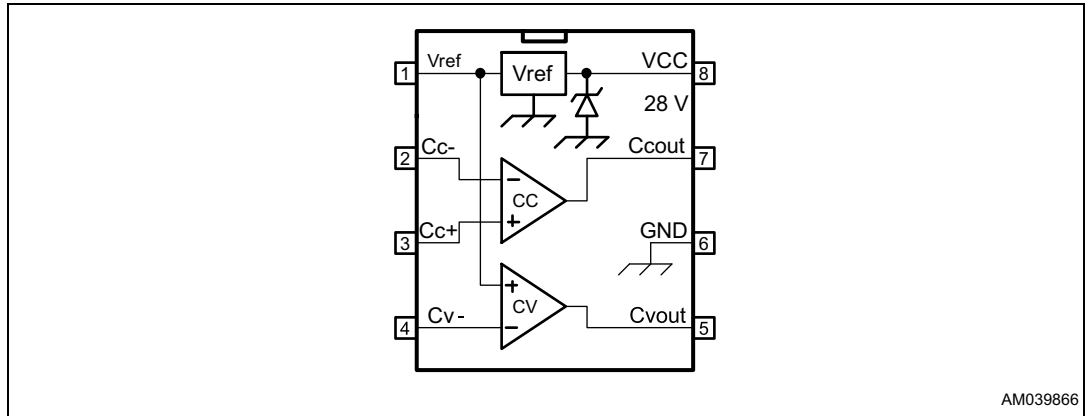 Vref Vref VCC
1 8
28 V
Cc- Ccout
2 7
− CC +
Cc+ GND
3 6
+ CV −
Cv - Cvout
4 5
AM039866